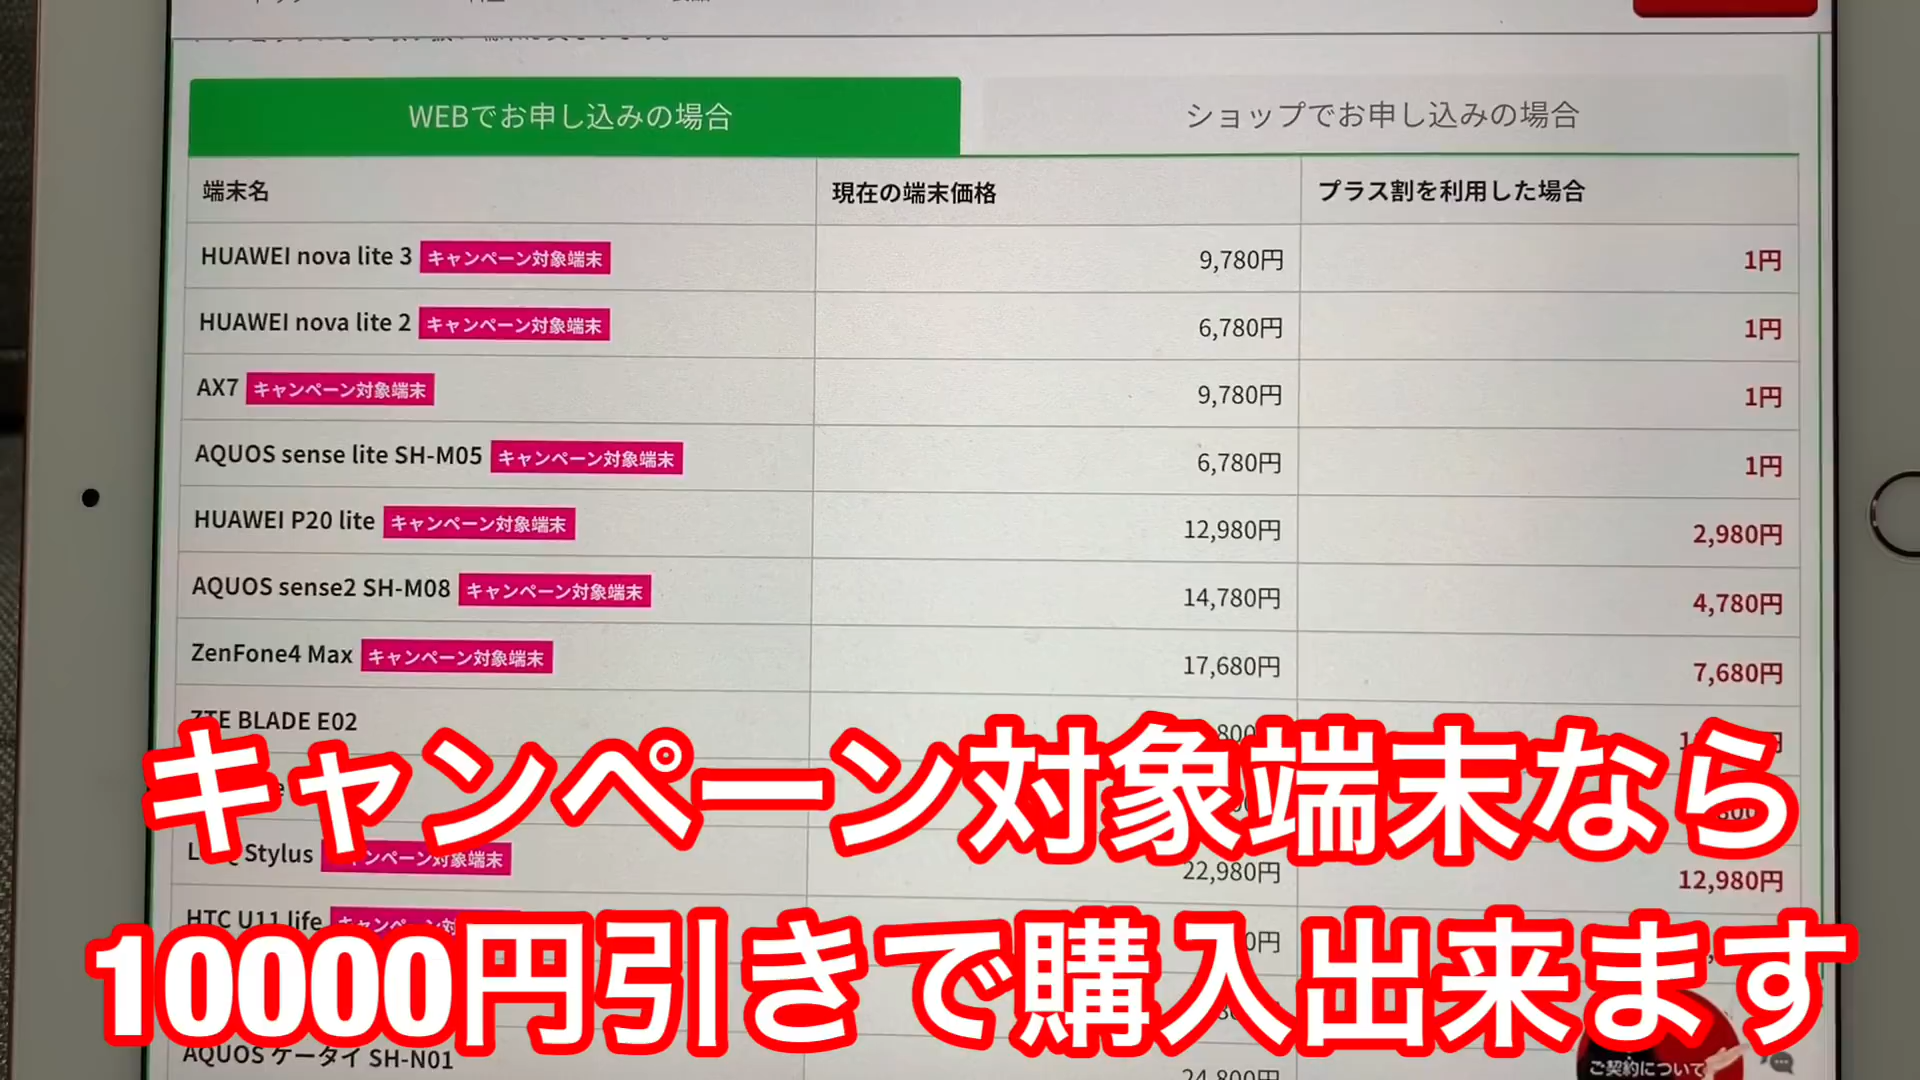 WEBでお申し込みの場合
ショップでお申し込みの場合
端末名 現在の端末価格 プラス割を利用した場合
HUAWEI nova lite 3 キャンペーン対象端末 9,780円 1円
HUAWEI nova lite 2 キャンペーン対象端末 6,780円 1円
AX7 キャンペーン対象端末 9,780円 1円
AQUOS sense lite SH-M05 キャンペーン対象端末 6,780円 1円
HUAWEI P20 lite キャンペーン対象端末 12,980円 2,980円
AQUOS sense2 SH-M08 キャンペーン対象端末 14,780円 4,780円
ZenFone4 Max キャンペーン対象端末 17,680円 7,680円
ZTE BLADE E02
キャンペーン対象端末なら
Stylus 22,980円 12,980円
HTC U11 life
10000円引きで購入出来ます
AQUOS ケータイ SH-N01 24,800円
ご契約について